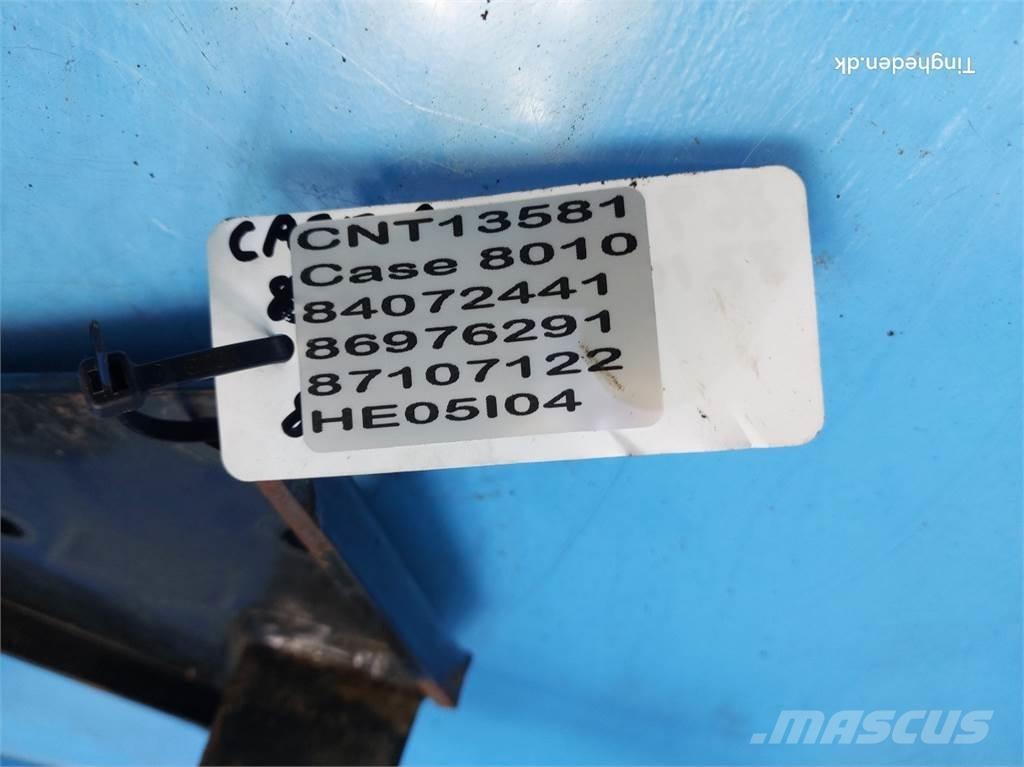 Tingheden.dk
CNT13581
Case 8010
84072441
86976291
87107122
HE05I04
MASCUS